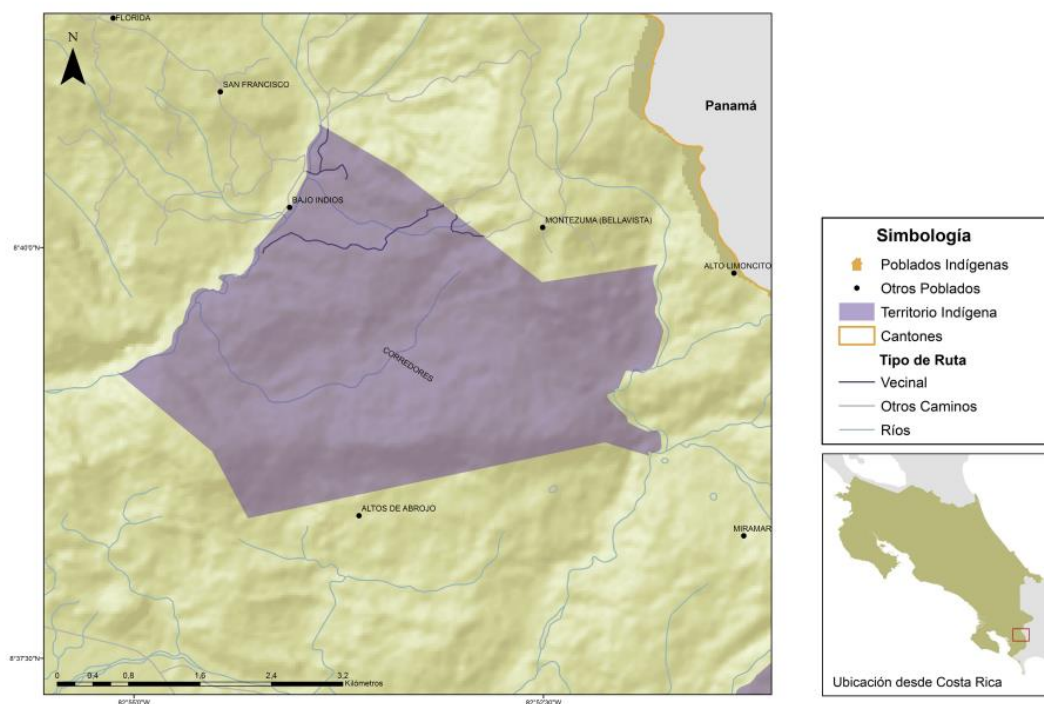 FLORIDA
N
SAN FRANCISCO
Panamá
BAJO INDIOS
MONTEZUMA (BELLAVISTA)
8°40'0"N
ALTO LIMONCITO
CORREDORES
ALTOS DE ABROJO
MIRAMAR
8°37'30"N
0 0,4 0,8 1,6 2,4 3,2
Kilómetros
82°55'0"W 82°52'30"W
Simbología
Poblados Indígenas
Otros Poblados
Territorio Indígena
Cantones
Tipo de Ruta
Vecinal
Otros Caminos
Ríos
Ubicación desde Costa Rica